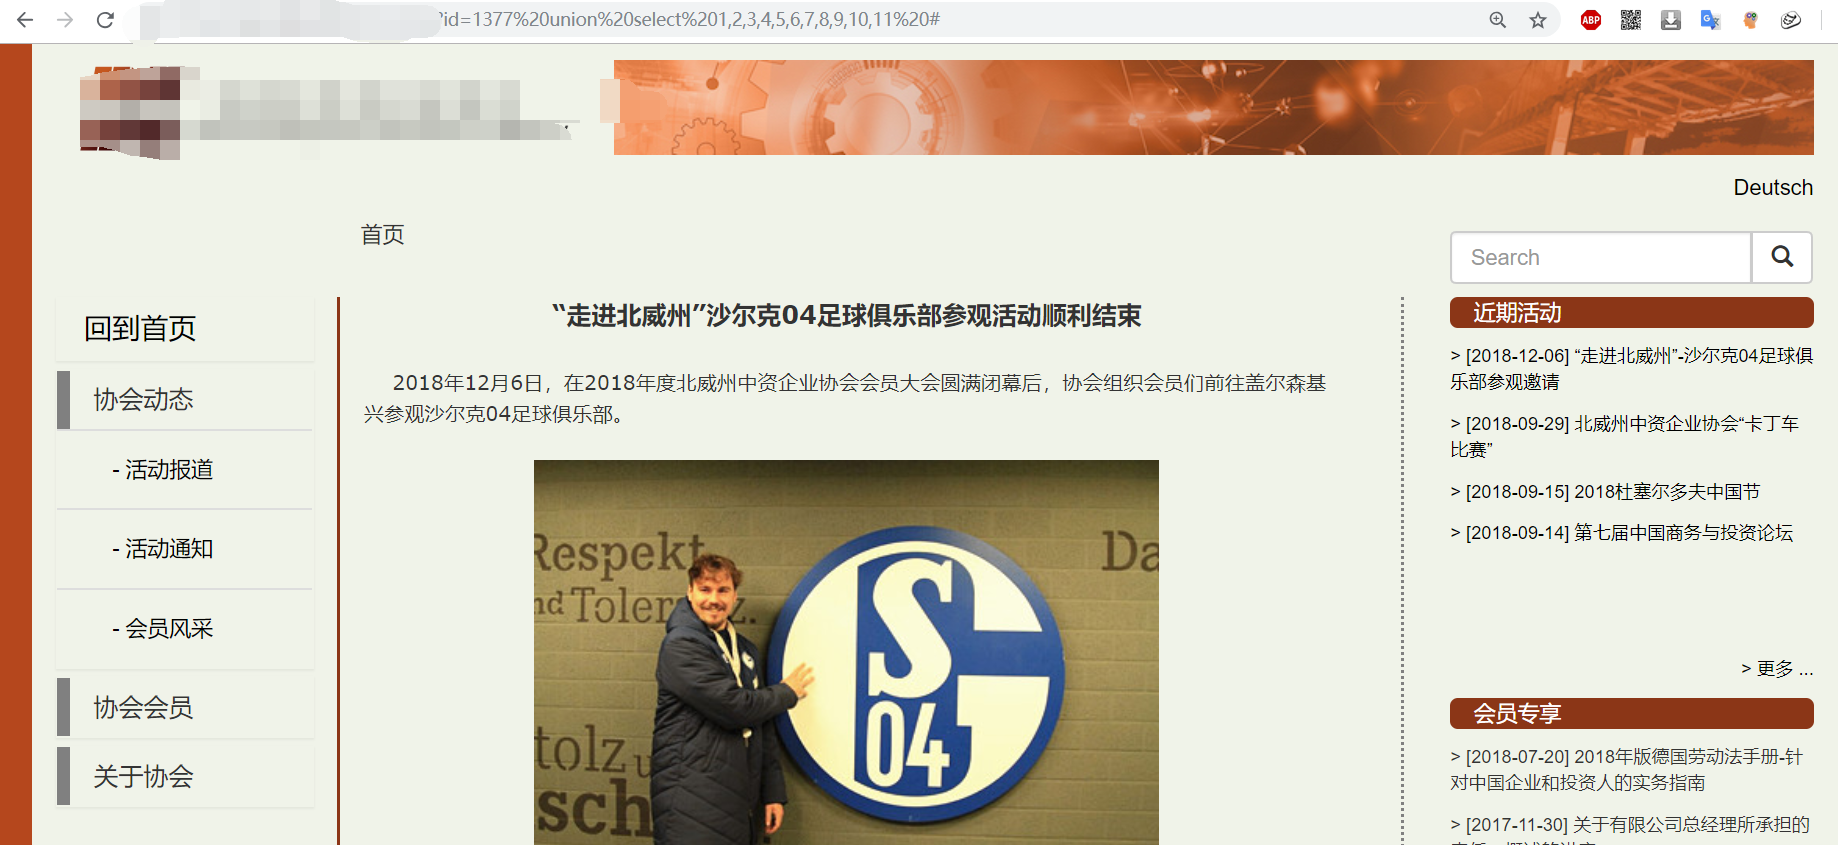 ?id=1377%20union%20select%201,2,3,4,5,6,7,8,9,10,11%20#
ABP
Deutsch
首页
Search
回到首页
协会动态
- 活动报道
- 活动通知
- 会员风采
协会会员
关于协会
“走进北威州”沙尔克04足球俱乐部参观活动顺利结束
2018年12月6日，在2018年度北威州中资企业协会会员大会圆满闭幕后，协会组织会员们前往盖尔森基
兴参观沙尔克04足球俱乐部。
Respekt
nd Toleranz.
Da
S
04
tolz u
sch
近期活动
> [2018-12-06] “走进北威州”-沙尔克04足球俱
乐部参观邀请
> [2018-09-29] 北威州中资企业协会“卡丁车
比赛”
> [2018-09-15] 2018杜塞尔多夫中国节
> [2018-09-14] 第七届中国商务与投资论坛
> 更多 ...
会员专享
> [2018-07-20] 2018年版德国劳动法手册-针
对中国企业和投资人的实务指南
> [2017-11-30] 关于有限公司总经理所承担的